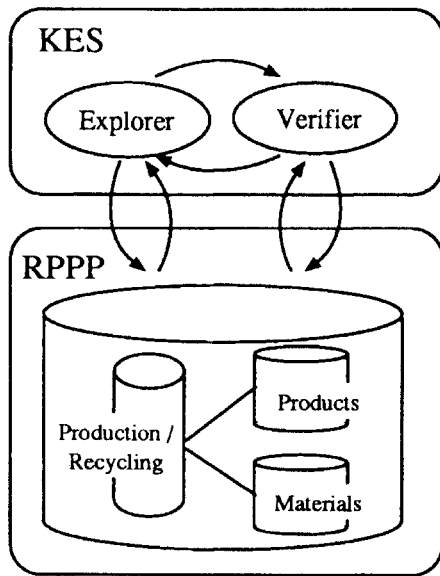 KES
Explorer
Verifier
RPPP
Production /
Recycling
Products
Materials